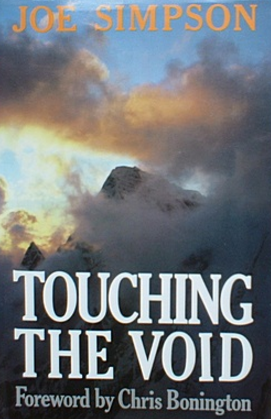 JOE SIMPSON
TOUCHING
THE VOID
Foreword by Chris Bonington